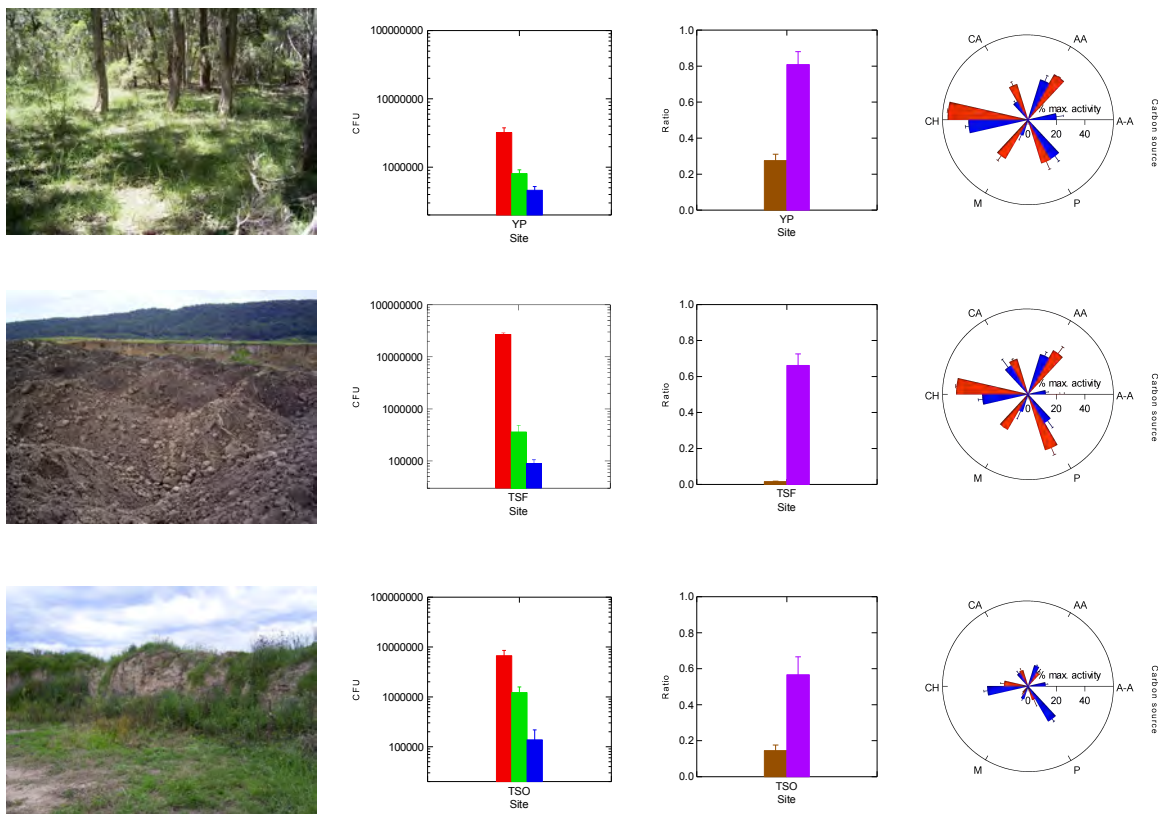 100000000
10000000
1000000
CFU
YP
Site
1.0
0.8
0.6
0.4
0.2
0.0
Ratio
YP
Site
CA
AA
CH
% max. activity
0 20 40
A-A
M
P
Carbon source
100000000
10000000
1000000
100000
CFU
TSF
Site
1.0
0.8
0.6
0.4
0.2
0.0
Ratio
TSF
Site
CA
AA
CH
% max. activity
0 20 40
A-A
M
P
Carbon source
100000000
10000000
1000000
100000
CFU
TSO
Site
1.0
0.8
0.6
0.4
0.2
0.0
Ratio
TSO
Site
CA
AA
CH
% max. activity
0 20 40
A-A
M
P
Carbon source